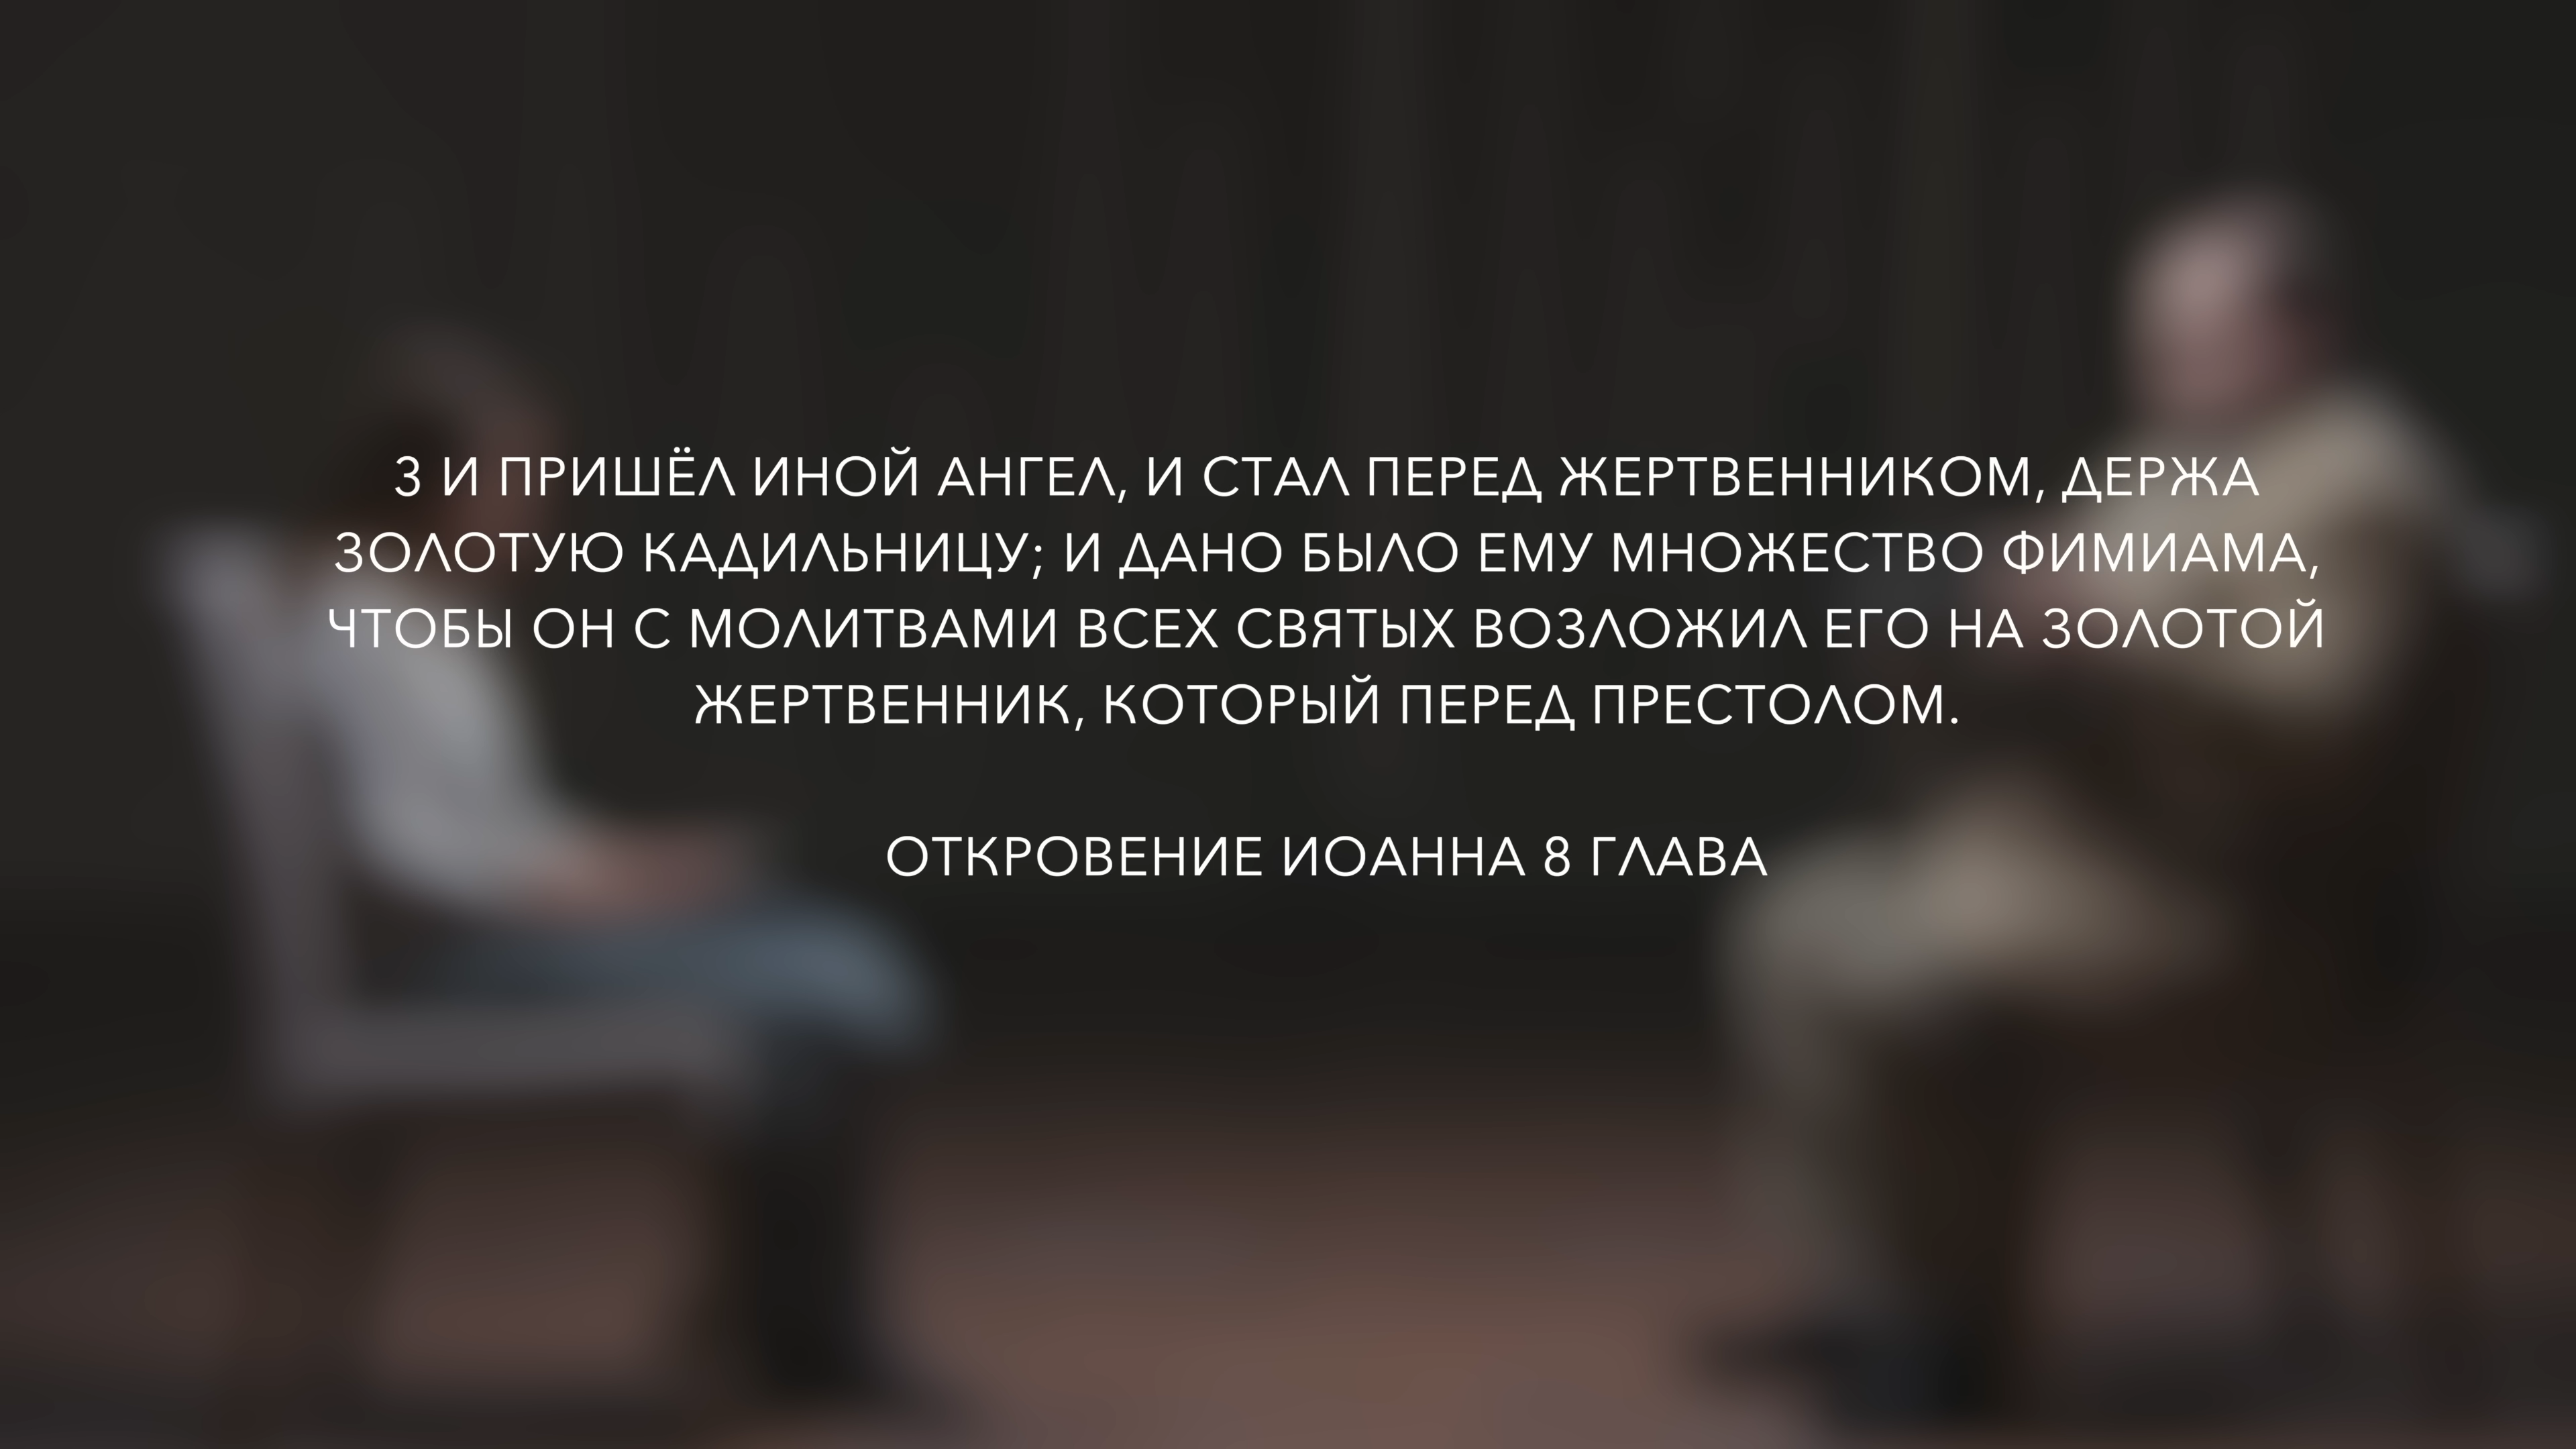 3 И ПРИШЁЛ ИНОЙ АНГЕЛ, И СТАЛ ПЕРЕД ЖЕРТВЕННИКОМ, ДЕРЖА
ЗОЛОТУЮ КАДИЛЬНИЦУ; И ДАНО БЫЛО ЕМУ МНОЖЕСТВО ФИМИАМА,
ЧТОБЫ ОН С МОЛИТВАМИ ВСЕХ СВЯТЫХ ВОЗЛОЖИЛ ЕГО НА ЗОЛОТОЙ
ЖЕРТВЕННИК, КОТОРЫЙ ПЕРЕД ПРЕСТОЛОМ.
ОТКРОВЕНИЕ ИОАННА 8 ГЛАВА